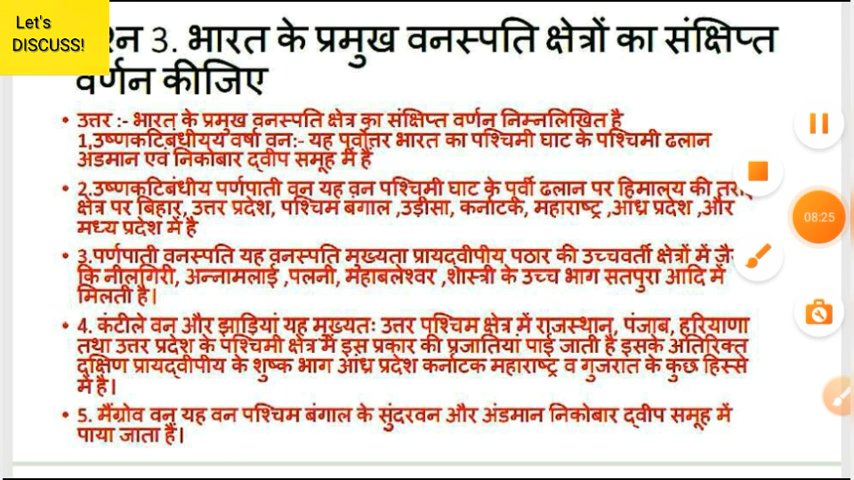 Let's
DISCUSS!
न 3. भारत के प्रमुख वनस्पति क्षेत्रों का संक्षिप्त
वर्णन कीजिए
• उत्तर :- भारत के प्रमुख वनस्पति क्षेत्र का संक्षिप्त वर्णन निम्नलिखित है
1,उष्णकटिबंधीयय वर्षा वन:- यह पूर्वोत्तर भारत का पश्चिमी घाट के पश्चिमी ढलान
अंडमान एवं निकोबार द्वीप समूह में है
• 2.उष्णकटिबंधीय पर्णपाती वन यह वन पश्चिमी घाट के पूर्वी ढलान पर हिमालय की
क्षेत्र पर बिहार, उत्तर प्रदेश, पश्चिम बंगाल ,उड़ीसा, कर्नाटक, महाराष्ट्र ,आंध्र प्रदेश ,और
मध्य प्रदेश में है
• 3.पर्णपाती वनस्पति यह वनस्पति मुख्यता प्रायद्वीपीय पठार की उच्चवर्ती क्षेत्रों में
कि नीलगिरी, अन्नामलाई ,पलनी, महाबलेश्वर ,शास्त्री के उच्च भाग सतपुरा आदि में
मिलती है।
• 4. कंटीले वन और झाड़ियां यह मुख्यतः उत्तर पश्चिम क्षेत्र में राजस्थान, पंजाब, हरियाणा
तथा उत्तर प्रदेश के पश्चिमी क्षेत्र में इस प्रकार की प्रजातियां पाई जाती है इसके अतिरिक्त
दक्षिण प्रायद्वीपीय के शुष्क भाग आंध्र प्रदेश कर्नाटक महाराष्ट्र व गुजरात के कुछ हिस्से
में है।
• 5. मैंग्रोव वन यह वन पश्चिम बंगाल के सुंदरवन और अंडमान निकोबार द्वीप समूह में
पाया जाता है।
08:25